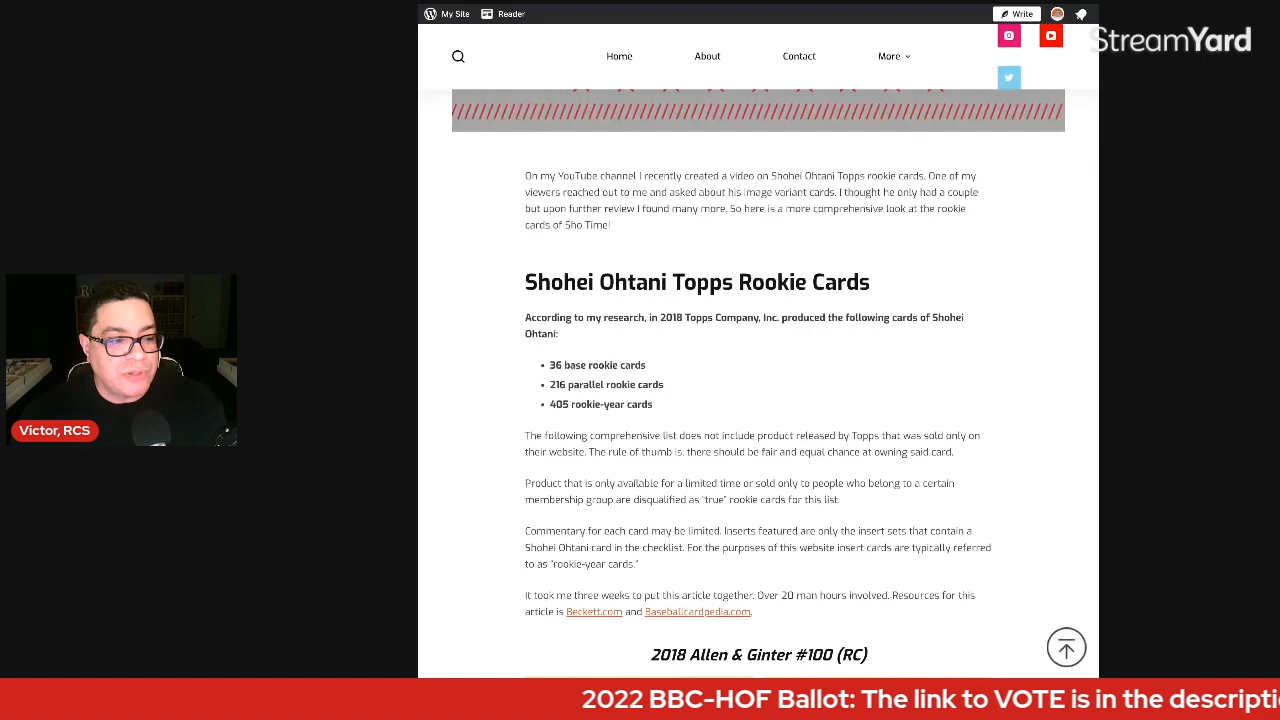 My Site
Reader
Write
StreamYard
Home
About
Contact
More
On my YouTube channel I recently created a video on Shohei Ohtani Topps rookie cards. One of my
viewers reached out to me and asked about his image variant cards. I thought he only had a couple
but upon further review I found many more. So here is a more comprehensive look at the rookie
cards of Sho Time!
Shohei Ohtani Topps Rookie Cards
According to my research, in 2018 Topps Company, Inc. produced the following cards of Shohei
Ohtani:
• 36 base rookie cards
• 216 parallel rookie cards
• 405 rookie-year cards
The following comprehensive list does not include product released by Topps that was sold only on
their website. The rule of thumb is, there should be fair and equal chance at owning said card.
Product that is only available for a limited time or sold only to people who belong to a certain
membership group are disqualified as "true" rookie cards for this list.
Commentary for each card may be limited. Inserts featured are only the insert sets that contain a
Shohei Ohtani card in the checklist. For the purposes of this website insert cards are typically referred
to as "rookie-year cards."
It took me three weeks to put this article together. Over 20 man hours involved. Resources for this
article is Beckett.com and Baseballcardpedia.com.
2018 Allen & Ginter #100 (RC)
Victor, RCS
2022 BBC-HOF Ballot: The link to VOTE is in the descripti